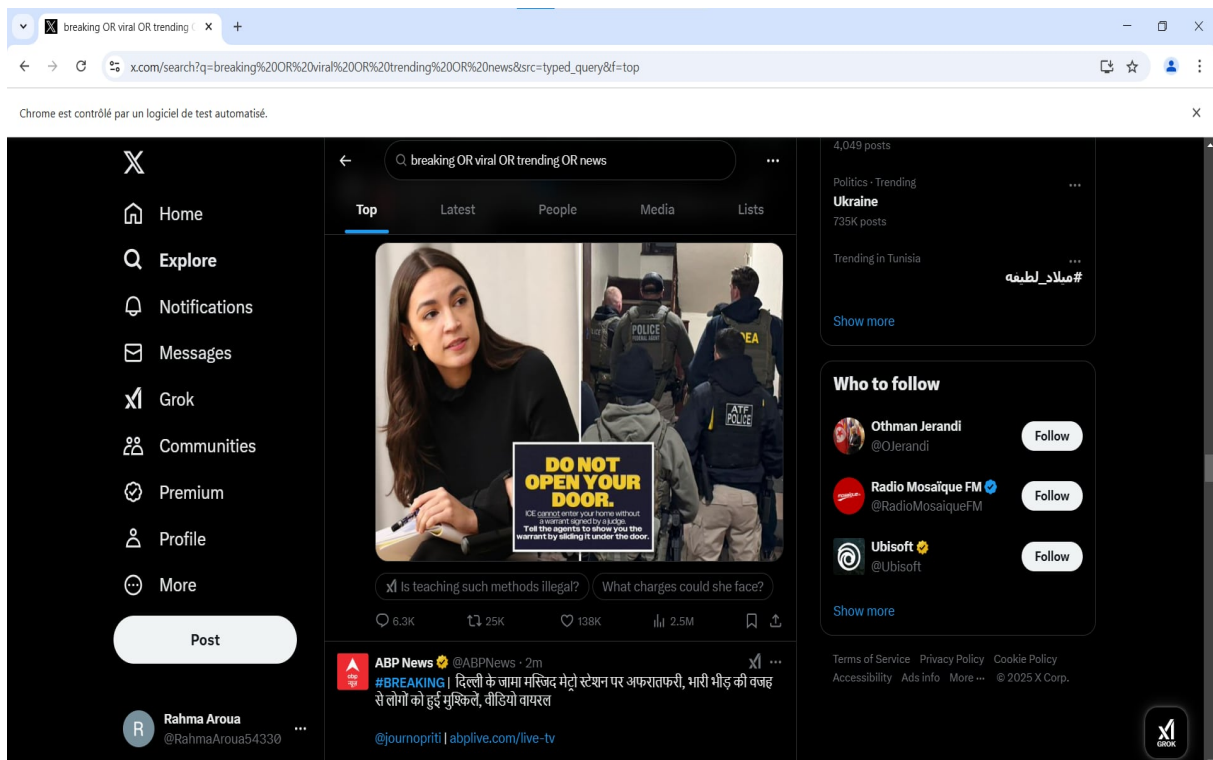 breaking OR viral OR trending
x.com/search?q=breaking%20OR%20viral%20OR%20trending%20OR%20news&src=typed_query&f=top
Chrome est contrôlé par un logiciel de test automatisé.
Home
Explore
Notifications
Messages
Grok
Communities
Premium
Profile
More
Post
Rahma Aroua
@RahmaAroua54330
breaking OR viral OR trending OR news
Top Latest People Media Lists
POLICE
FEDERAL AGENT
DEA
ATF
POLICE
DO NOT
OPEN YOUR
DOOR.
ICE cannot enter your home without
a warrant signed by a judge.
Tell the agents to show you the
warrant by sliding it under the door.
Is teaching such methods illegal? What charges could she face?
6.3K 25K 138K 2.5M
ABP News @ABPNews · 2m
abp
#BREAKING | दिल्ली के जामा मस्जिद मेट्रो स्टेशन पर अफरातफरी, भारी भीड़ की वजह
से लोगों को हुई मुश्किलें, वीडियो वायरल
@journopriti | abplive.com/live-tv
4,049 posts
Politics · Trending
Ukraine
735K posts
Trending in Tunisia
#ميلاد_لطيفه
Show more
Who to follow
Othman Jerandi
@OJerandi
Follow
Radio Mosaïque FM
@RadioMosaiqueFM
Follow
Ubisoft
@Ubisoft
Follow
Show more
Terms of Service Privacy Policy Cookie Policy
Accessibility Ads info More ··· © 2025 X Corp.
GROK